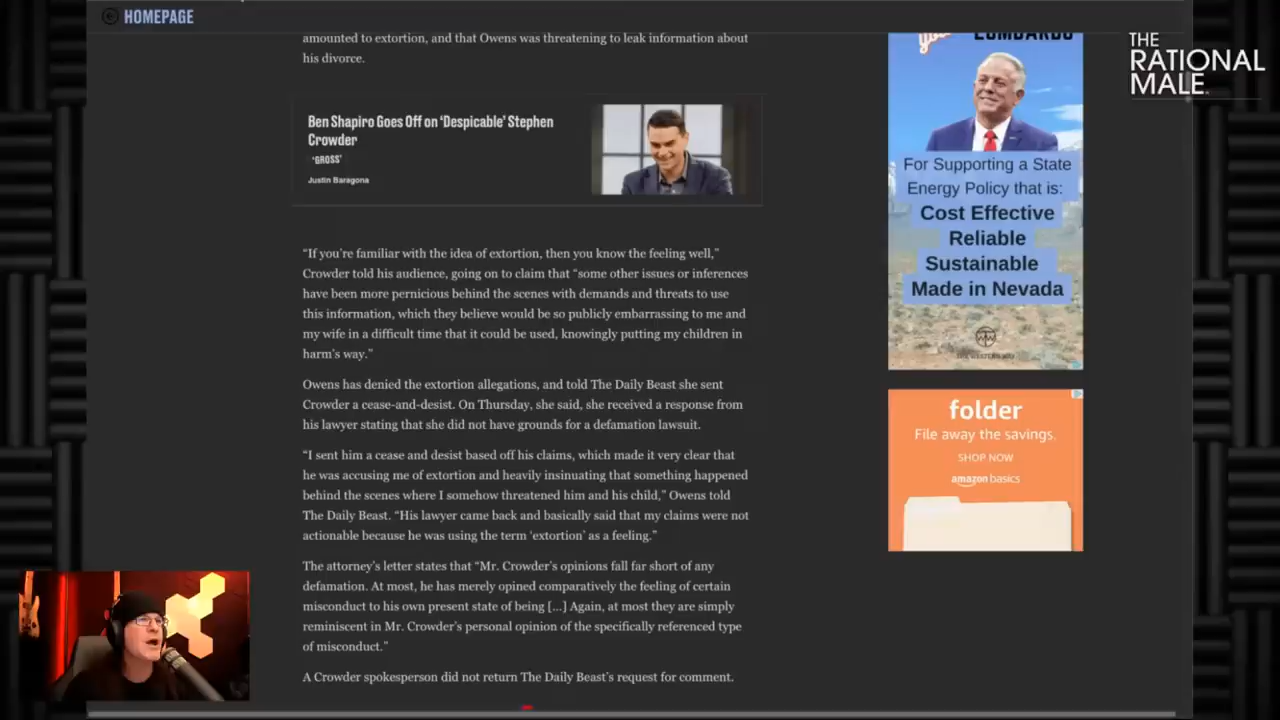 HOMEPAGE
THE
RATIONAL
MALE
amounted to extortion, and that Owens was threatening to leak information about
his divorce.
Ben Shapiro Goes Off on ‘Despicable’ Stephen
Crowder
‘GROSS’
Justin Baragona
“If you’re familiar with the idea of extortion, then you know the feeling well,”
Crowder told his audience, going on to claim that “some other issues or inferences
have been more pernicious behind the scenes with demands and threats to use
this information, which they believe would be so publicly embarrassing to me and
my wife in a difficult time that it could be used, knowingly putting my children in
harm’s way.”
Owens has denied the extortion allegations, and told The Daily Beast she sent
Crowder a cease-and-desist. On Thursday, she said, she received a response from
his lawyer stating that she did not have grounds for a defamation lawsuit.
“I sent him a cease and desist based off his claims, which made it very clear that
he was accusing me of extortion and heavily insinuating that something happened
behind the scenes where I somehow threatened him and his child,” Owens told
The Daily Beast. “His lawyer came back and basically said that my claims were not
actionable because he was using the term ‘extortion’ as a feeling.”
The attorney’s letter states that “Mr. Crowder’s opinions fall far short of any
defamation. At most, he has merely opined comparatively the feeling of certain
misconduct to his own present state of being [...] Again, at most they are simply
reminiscent in Mr. Crowder’s personal opinion of the specifically referenced type
of misconduct.”
A Crowder spokesperson did not return The Daily Beast’s request for comment.
LOMBARDO
For Supporting a State
Energy Policy that is:
Cost Effective
Reliable
Sustainable
Made in Nevada
folder
File away the savings.
SHOP NOW
amazon basics